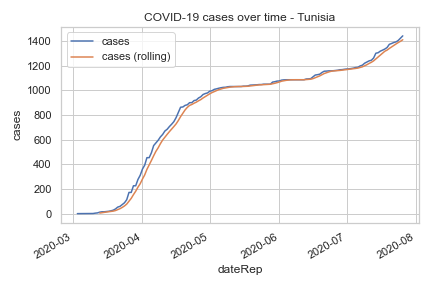 COVID-19 cases over time - Tunisia
cases
cases (rolling)
1400
1200
1000
800
600
400
200
0
cases
2020-03
2020-04
2020-05
2020-06
2020-07
2020-08
dateRep